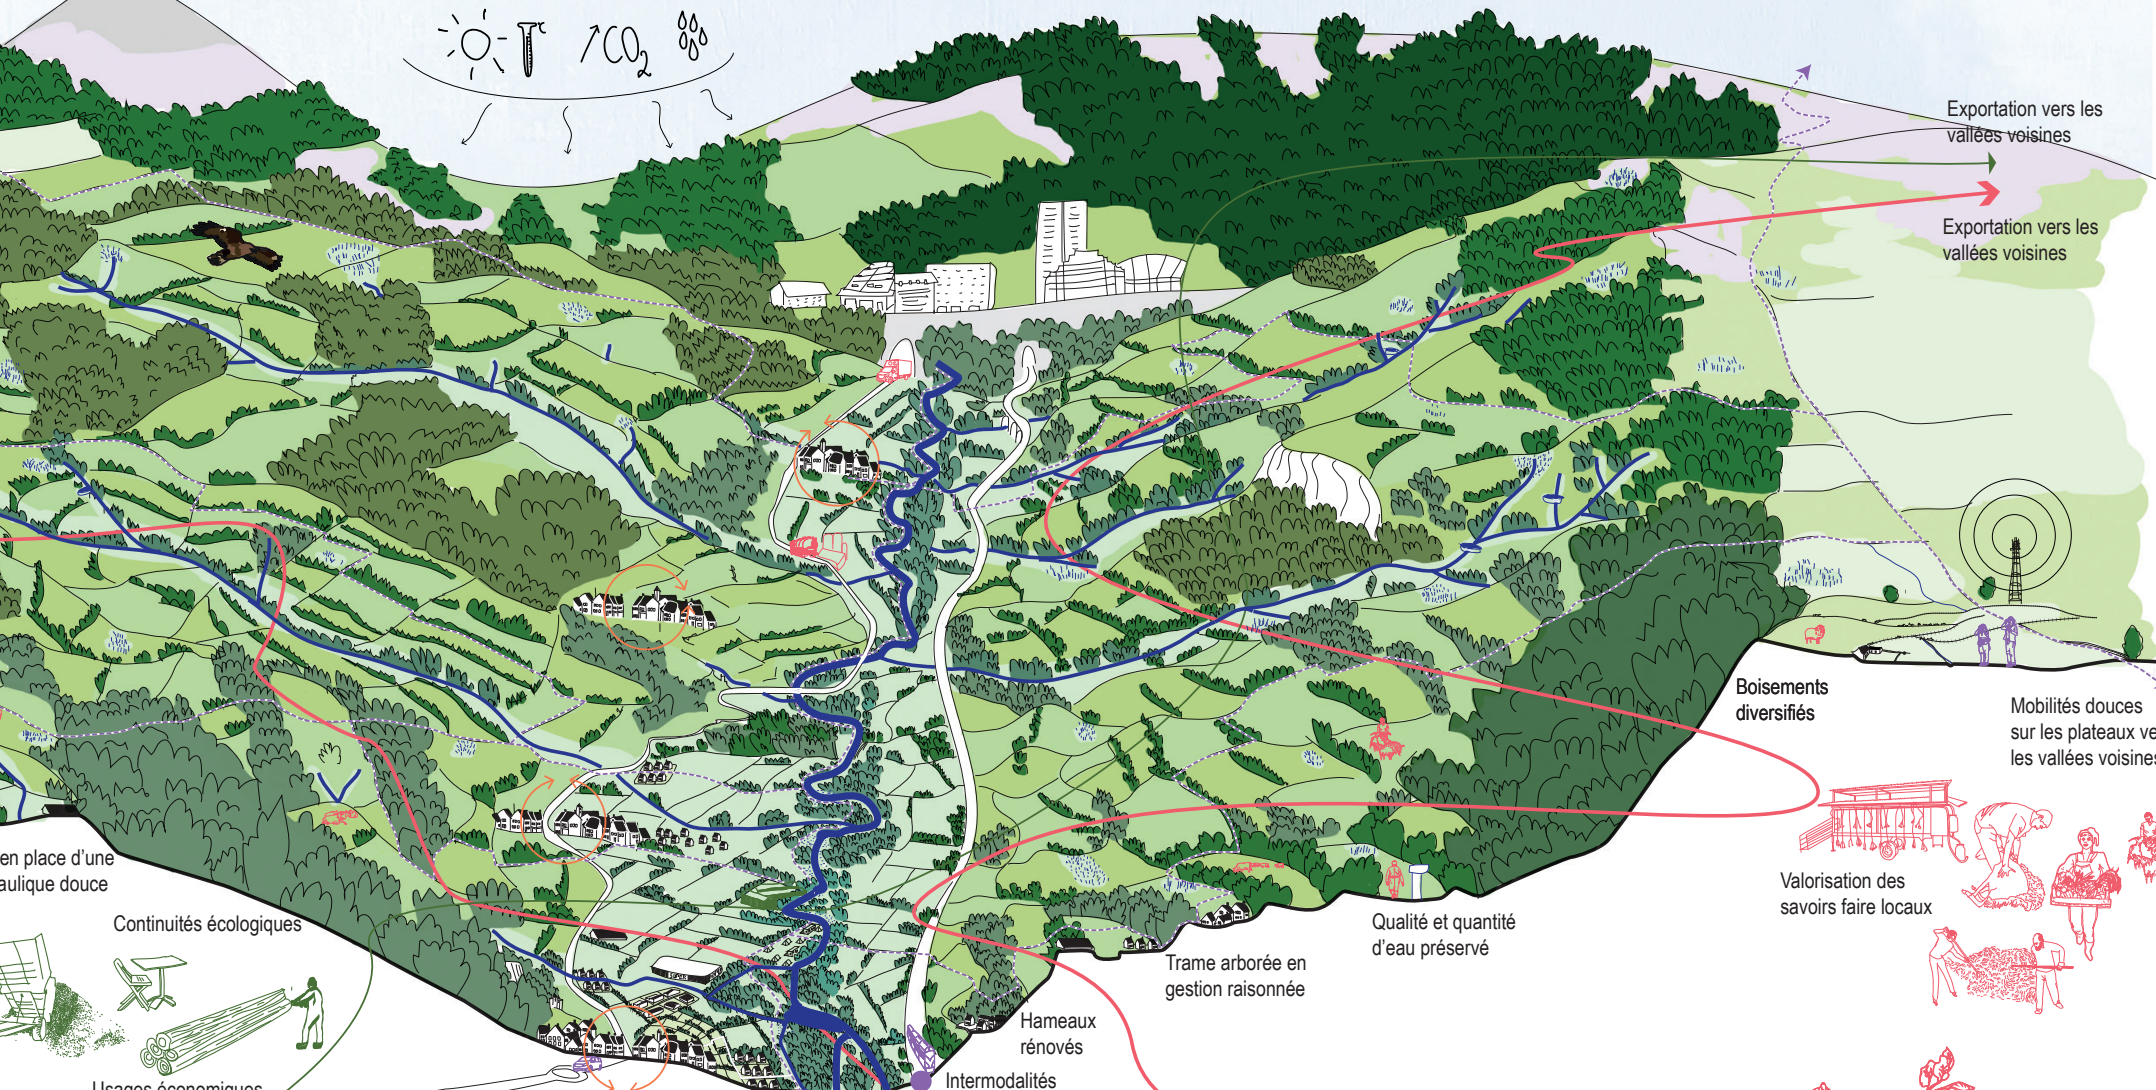 ↗CO₂
Exportation vers les
vallées voisines
Exportation vers les
vallées voisines
Boisements
diversifiés
Mobilités douces
sur les plateaux ve
les vallées voisines
en place d'une
aulique douce
Continuités écologiques
Valorisation des
savoirs faire locaux
Qualité et quantité
d'eau préservé
Trame arborée en
gestion raisonnée
Hameaux
rénovés
Intermodalités
Usages économiques